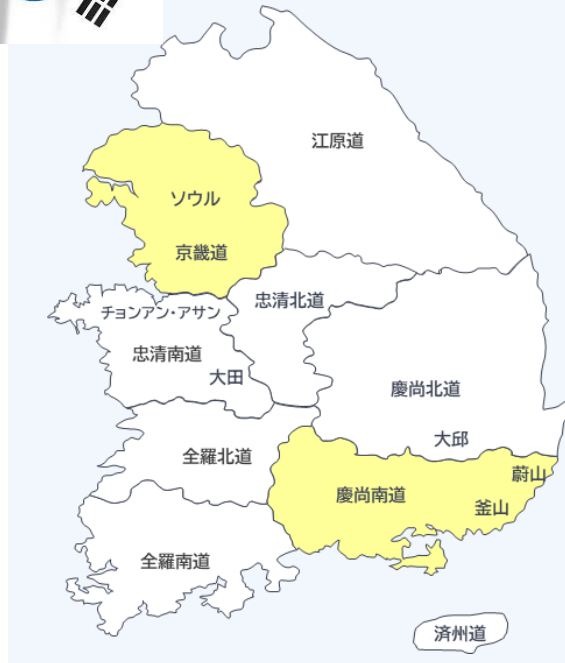 江原道
ソウル
京畿道
忠清北道
チョンアン・アサン
忠清南道
大田
慶尚北道
大邱
全羅北道
蔚山
慶尚南道
釜山
全羅南道
済州道